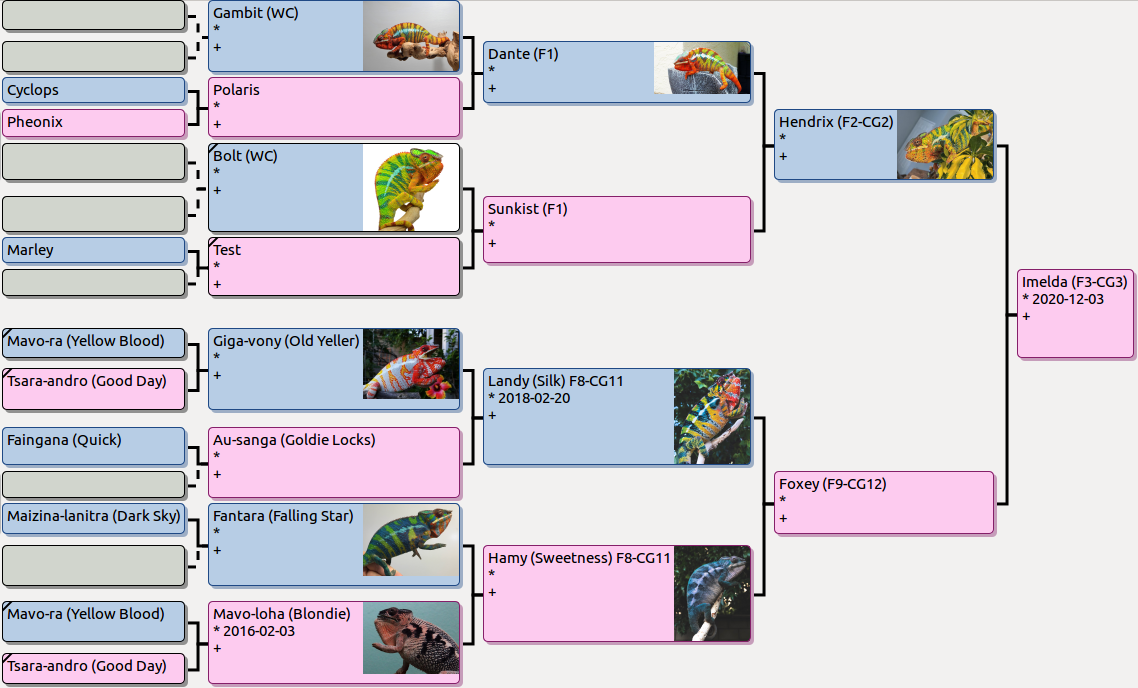 Gambit (WC)
*
+
Cyclops
Pheonix
Polaris
*
+
Dante (F1)
*
+
Bolt (WC)
*
+
Marley
Test
*
+
Sunkist (F1)
*
+
Hendrix (F2-CG2)
*
+
Imelda (F3-CG3)
* 2020-12-03
+
Mavo-ra (Yellow Blood)
Tsara-andro (Good Day)
Giga-vony (Old Yeller)
*
+
Faingana (Quick)
Au-sanga (Goldie Locks)
*
+
Landy (Silk) F8-CG11
* 2018-02-20
+
Maizina-lanitra (Dark Sky)
Fantara (Falling Star)
*
+
Mavo-ra (Yellow Blood)
Tsara-andro (Good Day)
Mavo-loha (Blondie)
* 2016-02-03
+
Hamy (Sweetness) F8-CG11
*
+
Foxey (F9-CG12)
*
+